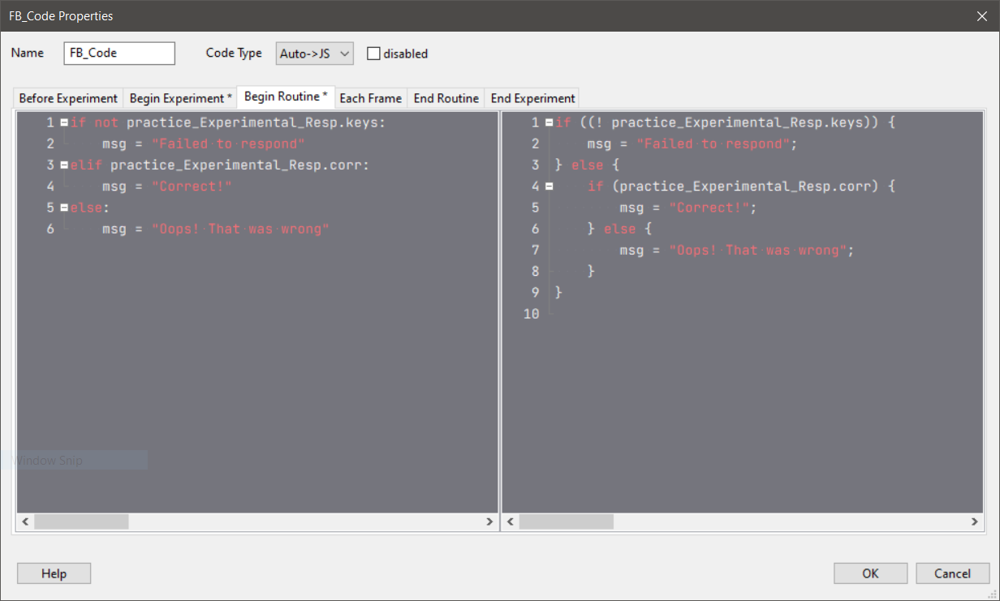 FB_Code Properties
Name FB_Code Code Type Auto->JS disabled
Before Experiment Begin Experiment * Begin Routine * Each Frame End Routine End Experiment
1 if not practice_Experimental_Resp.keys:
2 msg = "Failed to respond"
3 elif practice_Experimental_Resp.corr:
4 msg = "Correct!"
5 else:
6 msg = "Oops! That was wrong"
1 if ((! practice_Experimental_Resp.keys)) {
2 msg = "Failed to respond";
3 } else {
4 if (practice_Experimental_Resp.corr) {
5 msg = "Correct!";
6 } else {
7 msg = "Oops! That was wrong";
8 }
9 }
10
Window Snip
Help OK Cancel